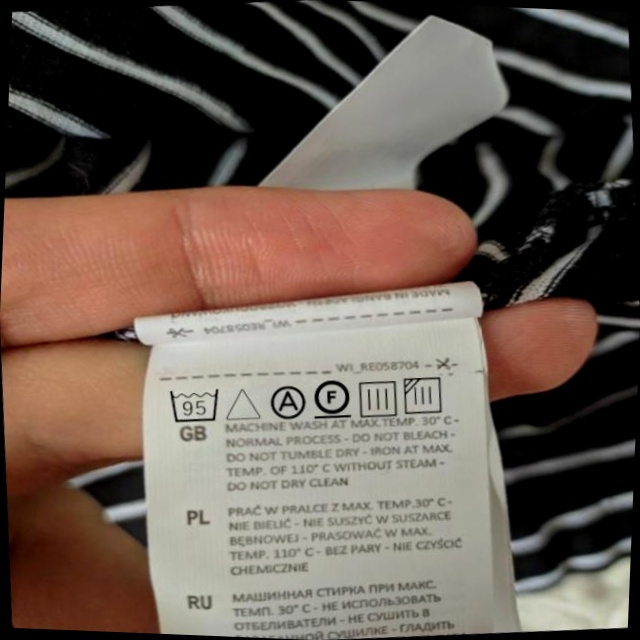 MADE IN BANGLADESH
WI_RE058704
WI_RE058704
95 A F
GB MACHINE WASH AT MAX.TEMP. 30° C -
NORMAL PROCESS - DO NOT BLEACH -
DO NOT TUMBLE DRY - IRON AT MAX.
TEMP. OF 110° C WITHOUT STEAM -
DO NOT DRY CLEAN
PL PRAĆ W PRALCE Z MAX. TEMP.30° C -
NIE BIELIĆ - NIE SUSZYĆ W SUSZARCE
BĘBNOWEJ - PRASOWAĆ W MAX.
TEMP. 110° C - BEZ PARY - NIE CZYŚCIĆ
CHEMICZNIE
RU МАШИННАЯ СТИРКА ПРИ МАКС.
ТЕМП. 30° С - НЕ ИСПОЛЬЗОВАТЬ
ОТБЕЛИВАТЕЛЬ - НЕ СУШИТЬ В
СУШИЛКЕ - ГЛАДИТЬ